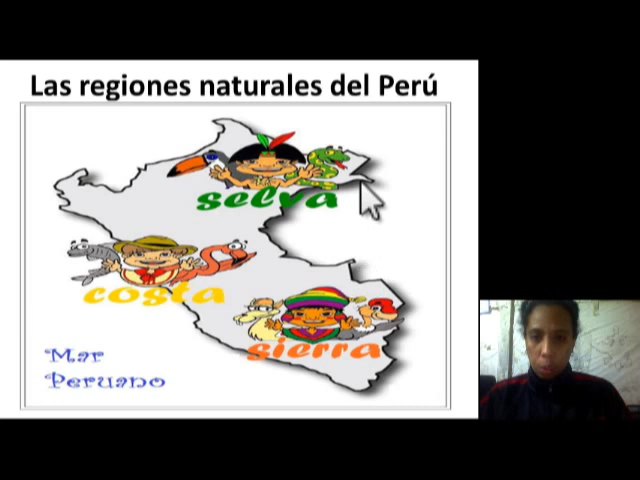 Las regiones naturales del Perú
selva
costa
sierra
Mar
Peruano